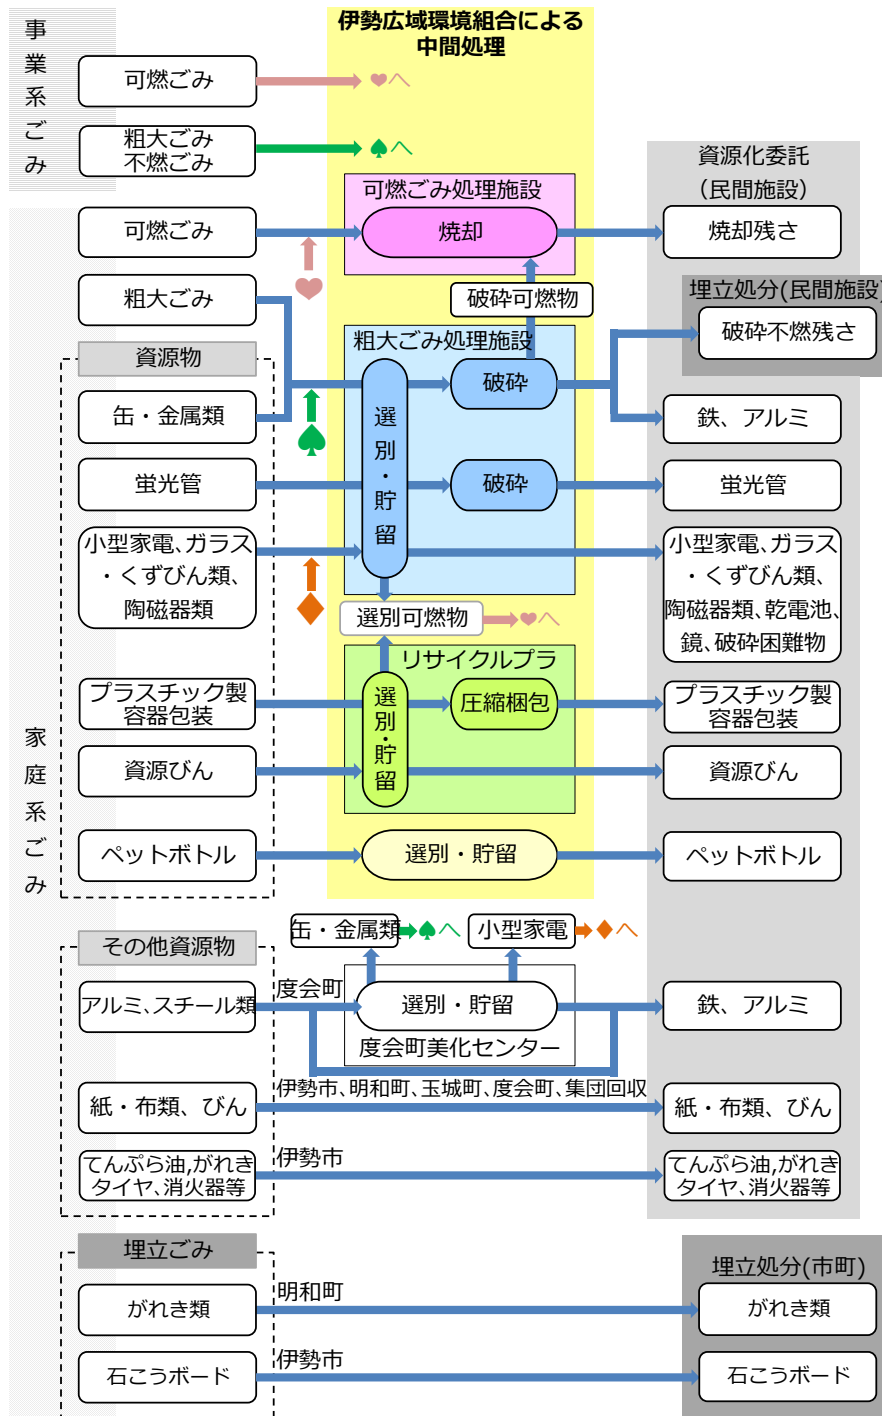 事
業
系
ご
み
伊勢広域環境組合による
中間処理
可燃ごみ
♥へ
粗大ごみ
不燃ごみ
♠へ
資源化委託
(民間施設)
可燃ごみ処理施設
可燃ごみ
焼却
焼却残さ
粗大ごみ
破砕可燃物
埋立処分(民間施設)
破砕不燃残さ
粗大ごみ処理施設
資源物
選別・貯留
破砕
缶・金属類
鉄、アルミ
蛍光管
破砕
蛍光管
小型家電、ガラス
・くずびん類、
陶磁器類
小型家電、ガラス
・くずびん類、
陶磁器類、乾電池、
鏡、破砕困難物
選別可燃物
♥へ
リサイクルプラ
プラスチック製
容器包装
選別・貯留
圧縮梱包
プラスチック製
容器包装
家
庭
系
ご
み
資源びん
資源びん
ペットボトル
選別・貯留
ペットボトル
缶・金属類
♠へ
小型家電
♦へ
その他資源物
アルミ、スチール類
度会町
選別・貯留
度会町美化センター
鉄、アルミ
紙・布類、びん
伊勢市、明和町、玉城町、度会町、集団回収
紙・布類、びん
てんぷら油,がれき
タイヤ、消火器等
伊勢市
てんぷら油,がれき
タイヤ、消火器等
埋立ごみ
埋立処分(市町)
がれき類
明和町
がれき類
石こうボード
伊勢市
石こうボード